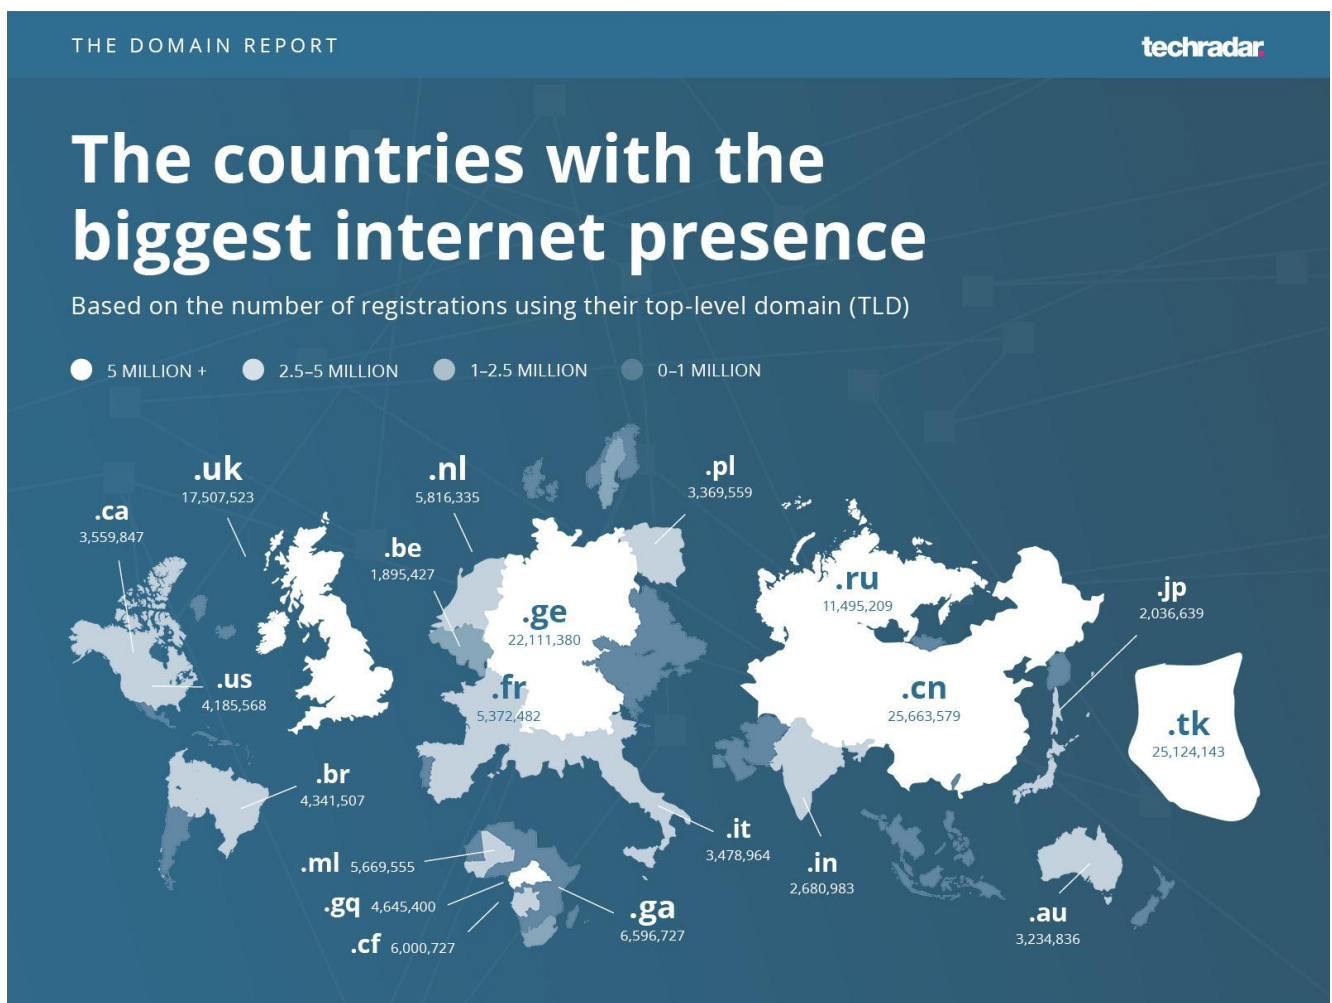 THE DOMAIN REPORT
techradar.
The countries with the
biggest internet presence
Based on the number of registrations using their top-level domain (TLD)
5 MILLION +
2.5–5 MILLION
1–2.5 MILLION
0–1 MILLION
.uk
17,507,523
.nl
5,816,335
.pl
3,369,559
.ca
3,559,847
.be
1,895,427
.ru
11,495,209
.jp
2,036,639
.ge
22,111,380
.us
4,185,568
.fr
5,372,482
.cn
25,663,579
.tk
25,124,143
.br
4,341,507
.it
3,478,964
.in
2,680,983
.ml 5,669,555
.gq 4,645,400
.ga
6,596,727
.cf 6,000,727
.au
3,234,836